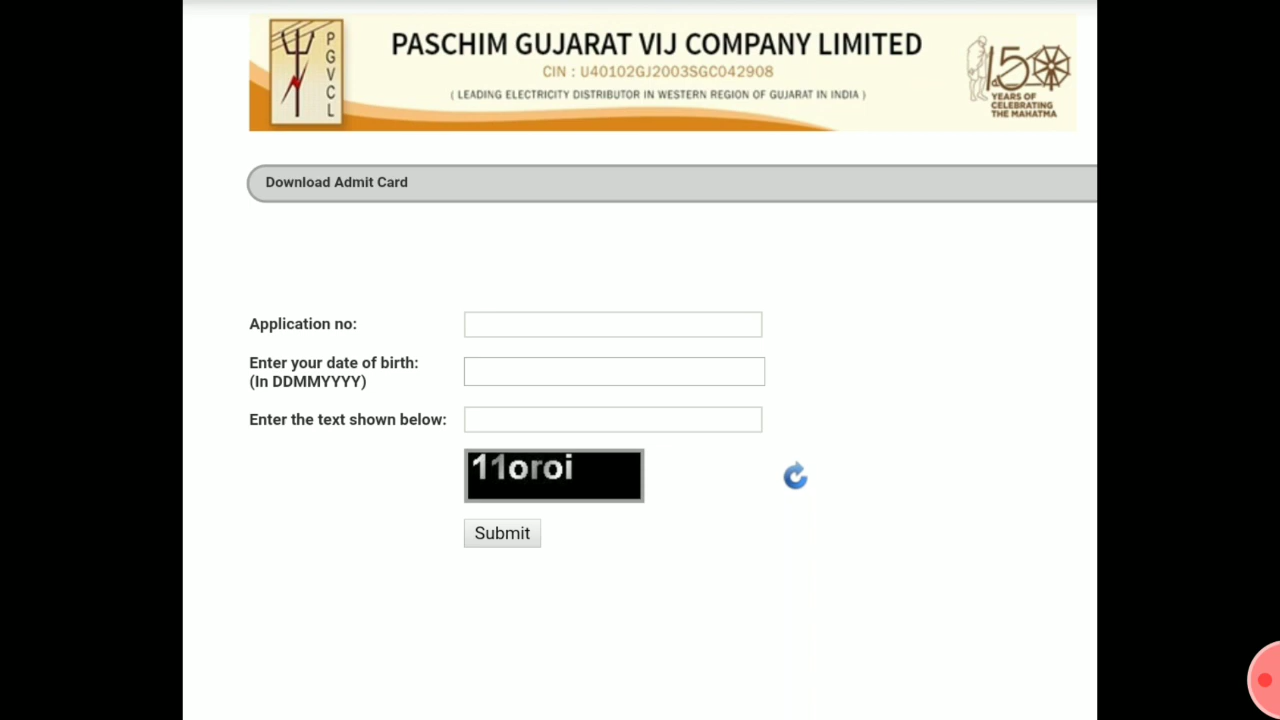 P
G
V
C
L
PASCHIM GUJARAT VIJ COMPANY LIMITED
CIN : U40102GJ2003SGC042908
( LEADING ELECTRICITY DISTRIBUTOR IN WESTERN REGION OF GUJARAT IN INDIA )
150
YEARS OF
CELEBRATING
THE MAHATMA
Download Admit Card
Application no:
Enter your date of birth:
(In DDMMYYYY)
Enter the text shown below:
11oroi
Submit